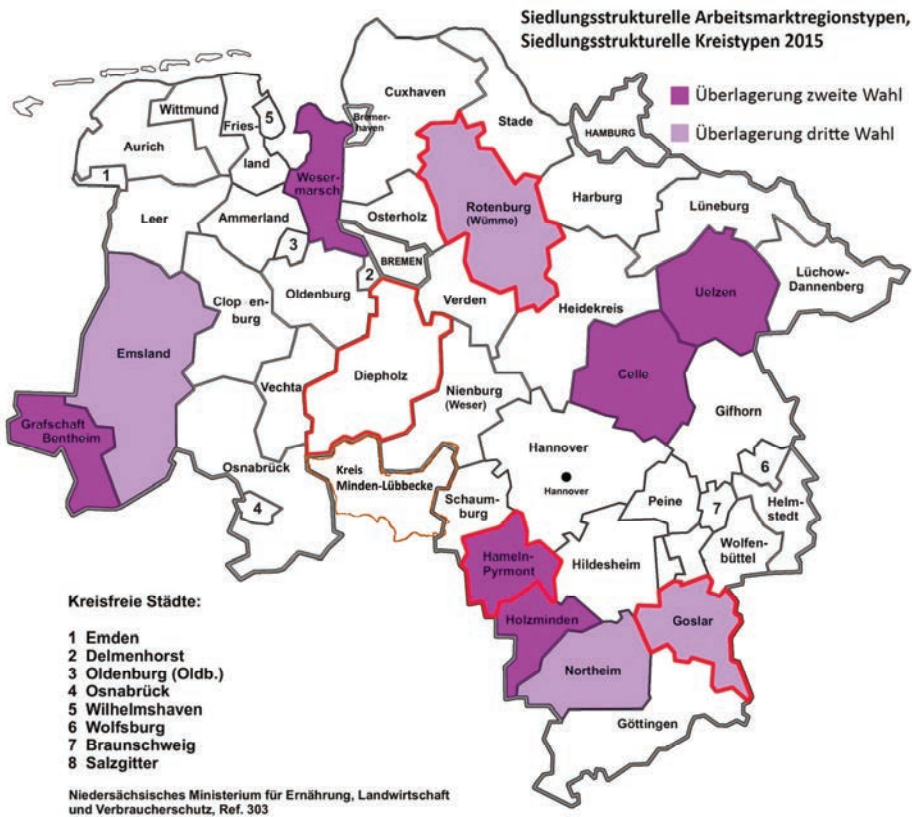 Siedlungsstrukturelle Arbeitsmarktregionstypen,
Siedlungsstrukturelle Kreistypen 2015
Überlagerung zweite Wahl
Überlagerung dritte Wahl
Cuxhaven
Wittmund
5
Fries-
land
Bremer-
haven
Stade
HAMBURG
Aurich
1
Weser-
marsch
Rotenburg
(Wümme)
Harburg
Lüneburg
Leer
Ammerland
Osterholz
3
BREMEN
2
Oldenburg
Verden
Heidekreis
Uelzen
Lüchow-
Dannenberg
Clop enburg
Emsland
Vechta
Diepholz
Nienburg
(Weser)
Celle
Gifhorn
Grafschaft
Bentheim
Osnabrück
4
Kreis
Minden-Lübbecke
Hannover
Hannover
6
Schaum-
burg
Peine
7
Helm-
stedt
Wolfen-
büttel
Hameln-
Pyrmont
Hildesheim
Holzminden
Goslar
Northeim
Göttingen
Kreisfreie Städte:
1 Emden
2 Delmenhorst
3 Oldenburg (Oldb.)
4 Osnabrück
5 Wilhelmshaven
6 Wolfsburg
7 Braunschweig
8 Salzgitter
Niedersächsisches Ministerium für Ernährung, Landwirtschaft
und Verbraucherschutz, Ref. 303